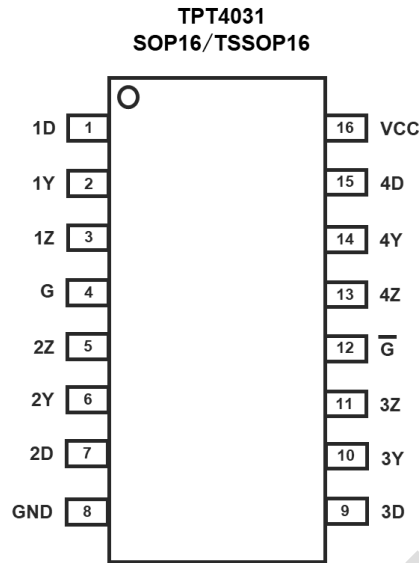 TPT4031
SOP16/TSSOP16
1D 1 16 VCC
1Y 2 15 4D
1Z 3 14 4Y
G 4 13 4Z
2Z 5 12 G̅
2Y 6 11 3Z
2D 7 10 3Y
GND 8 9 3D